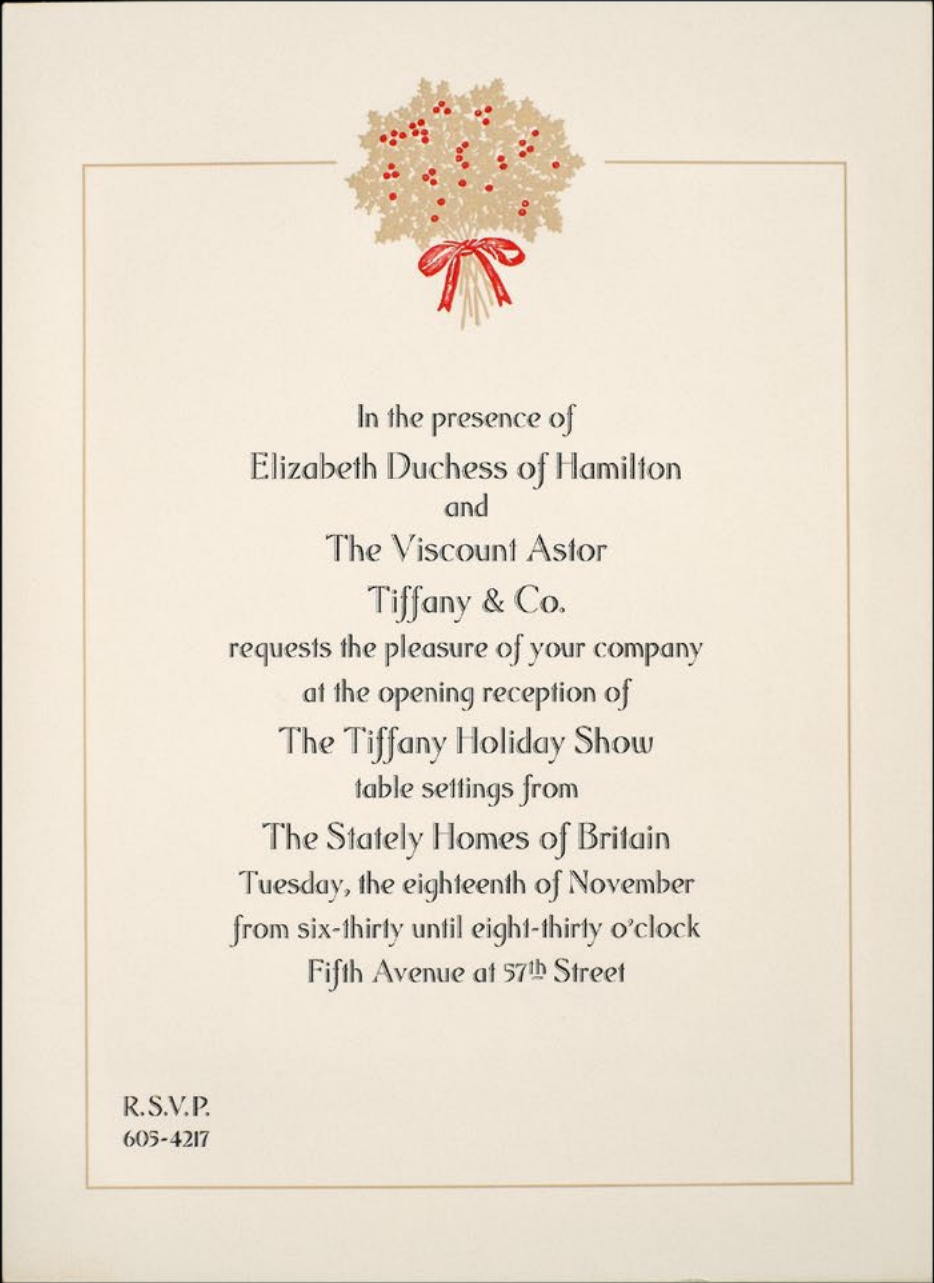 In the presence of
Elizabeth Duchess of Hamilton
and
The Viscount Astor
Tiffany & Co.
requests the pleasure of your company
at the opening reception of
The Tiffany Holiday Show
table settings from
The Stately Homes of Britain
Tuesday, the eighteenth of November
from six-thirty until eight-thirty o'clock
Fifth Avenue at 57th Street
R.S.V.P.
605-4217